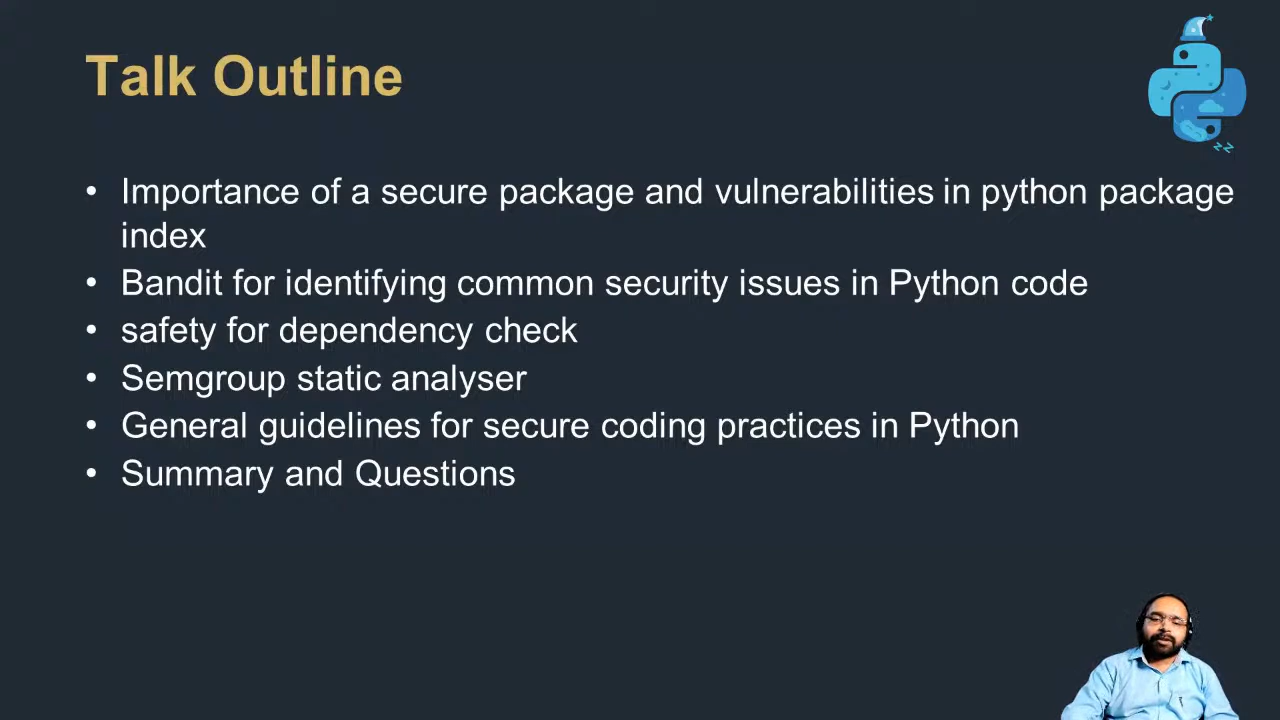 Talk Outline
• Importance of a secure package and vulnerabilities in python package
index
• Bandit for identifying common security issues in Python code
• safety for dependency check
• Semgroup static analyser
• General guidelines for secure coding practices in Python
• Summary and Questions
zz